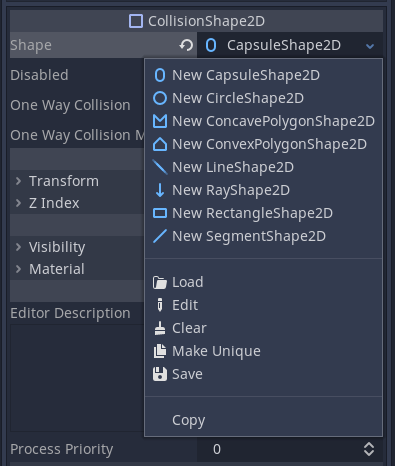 CollisionShape2D
Shape
CapsuleShape2D
Disabled
One Way Collision
One Way Collision M
Transform
Z Index
Visibility
Material
Editor Description
New CapsuleShape2D
New CircleShape2D
New ConcavePolygonShape2D
New ConvexPolygonShape2D
New LineShape2D
New RayShape2D
New RectangleShape2D
New SegmentShape2D
Load
Edit
Clear
Make Unique
Save
Copy
Process Priority
0